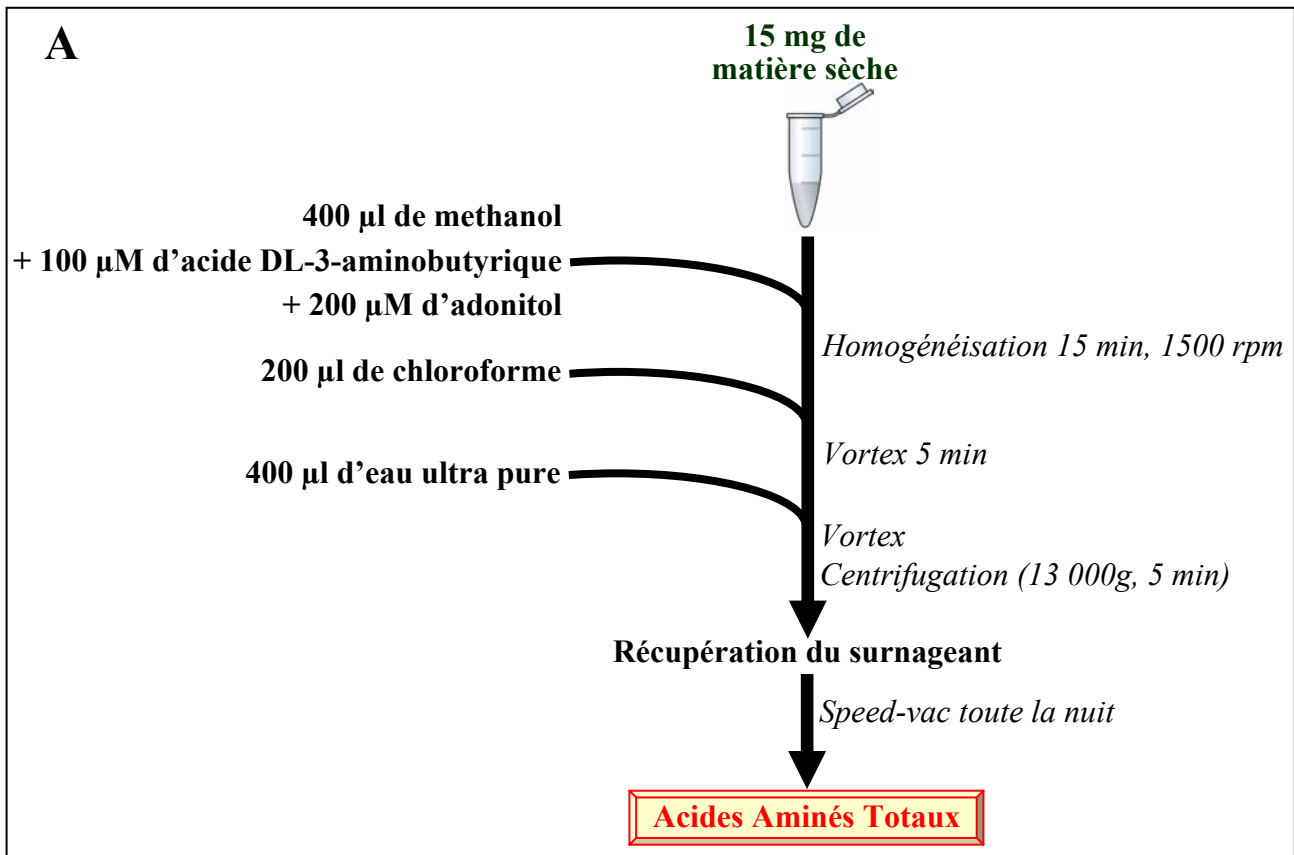 A
15 mg de
matière sèche
400 µl de methanol
+ 100 µM d’acide DL-3-aminobutyrique
+ 200 µM d’adonitol
Homogénéisation 15 min, 1500 rpm
200 µl de chloroforme
Vortex 5 min
400 µl d’eau ultra pure
Vortex
Centrifugation (13 000g, 5 min)
Récupération du surnageant
Speed-vac toute la nuit
Acides Aminés Totaux